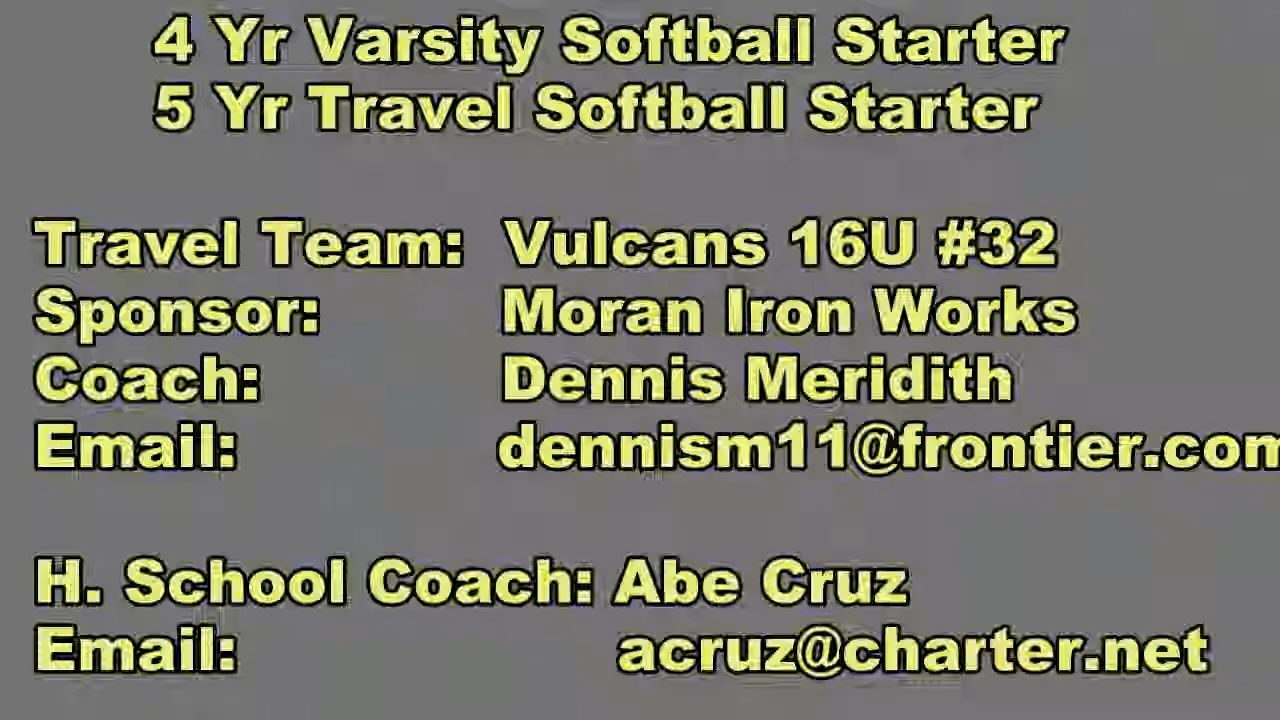 4 Yr Varsity Softball Starter
5 Yr Travel Softball Starter
Travel Team: Vulcans 16U #32
Sponsor: Moran Iron Works
Coach: Dennis Meridith
Email: dennism11@frontier.com
H. School Coach: Abe Cruz
Email: acruz@charter.net